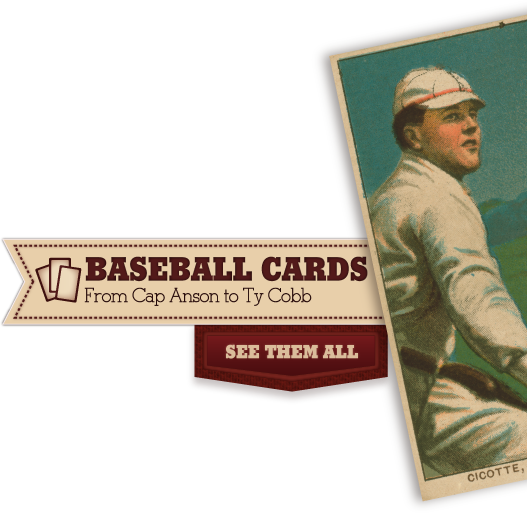 BASEBALL CARDS
From Cap Anson to Ty Cobb
SEE THEM ALL
CICOTTE,